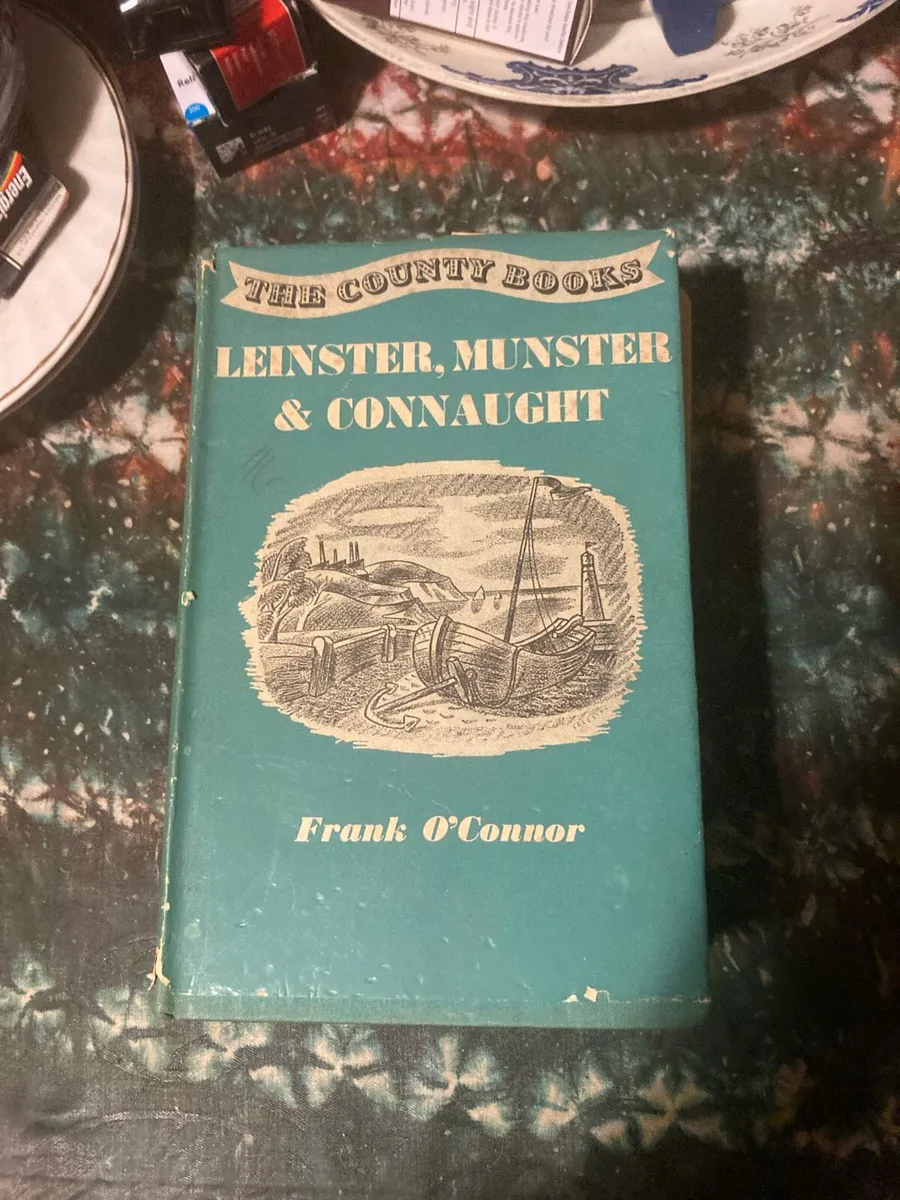 THE COUNTY BOOKS
LEINSTER, MUNSTER
& CONNAUGHT
Frank O'Connor